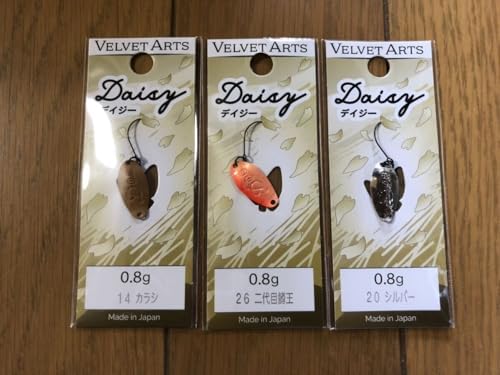 VELVET ARTS
Daisy
デイジー
0.8g
14 カラシ
Made in Japan
VELVET ARTS
Daisy
デイジー
0.8g
26 二代目鱒王
Made in Japan
VELVET ARTS
Daisy
デイジー
0.8g
20 シルバー
Made in Japan